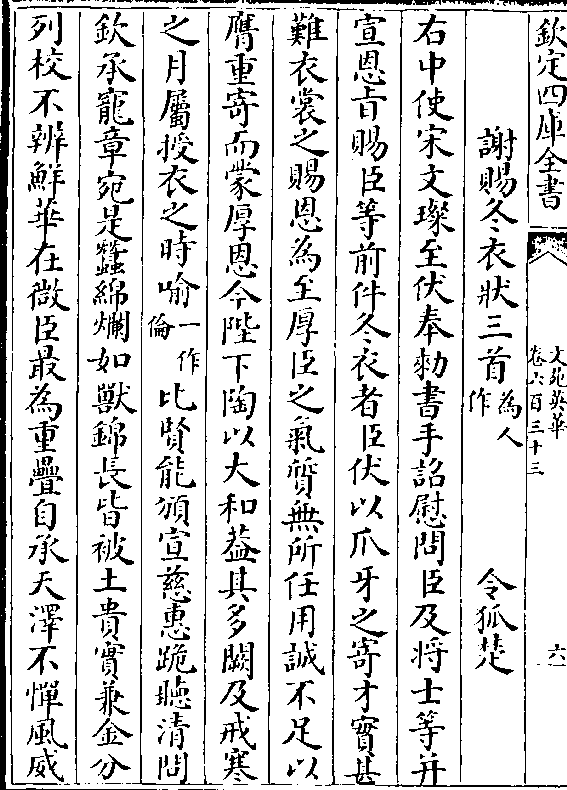 欽定四庫全書
文苑英華
卷六百三十三
六
謝賜冬衣狀三首為人作
令狐楚
右中使宋文璨至伏奉勑書手詔慰問臣及將士等并
宣恩㫖賜臣等前件冬衣者臣伏以爪牙之寄才實甚
難衣裳之賜恩為至厚臣之氣質無所任用誠不足以
膺重寄而蒙厚恩今陛下陶以大和葢其多闕及戒寒
之月屬授衣之時喻一作倫比賢能頒宣慈惠跪聽清問
欽承寵章宛是蠶綿爛如獸錦長皆被土貴實兼金分
列校不辨鮮華在微臣最為重疊自承天澤不憚風威